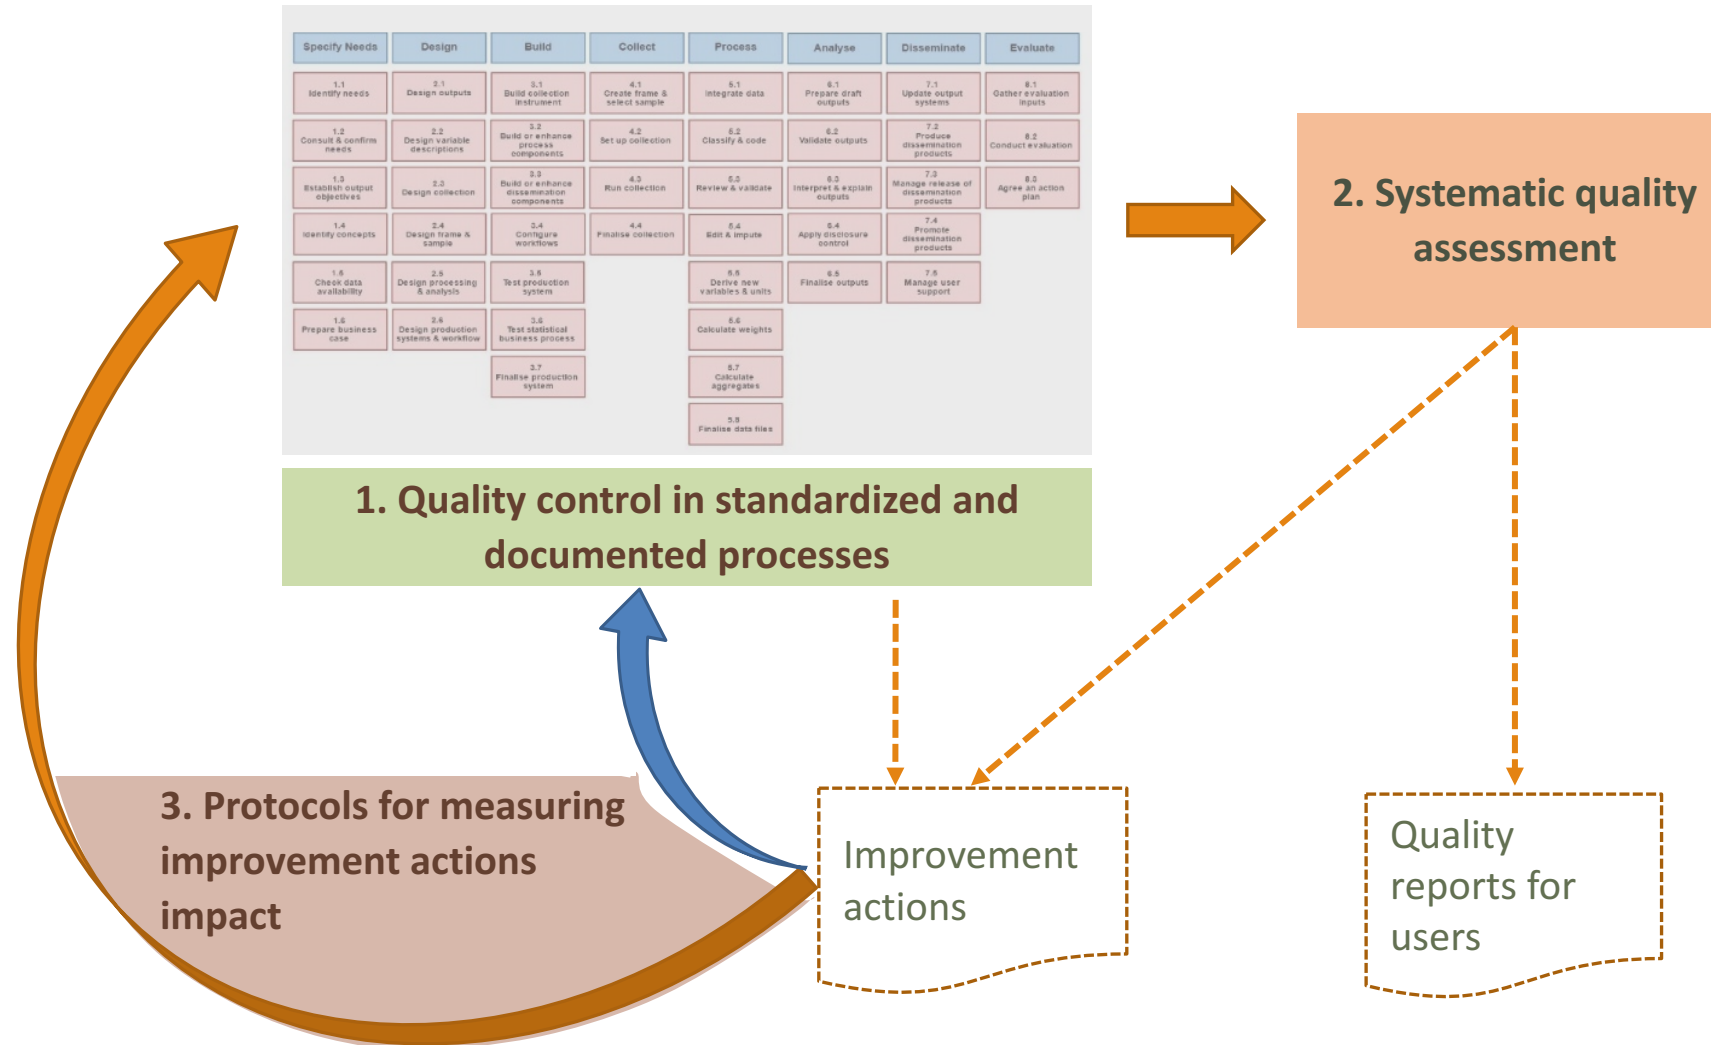 Specify Needs
Design
Build
Collect
Process
Analyse
Disseminate
Evaluate
1.1
Identify needs
2.1
Design outputs
3.1
Build collection
instrument
4.1
Create frame &
select sample
5.1
Integrate data
6.1
Prepare draft
outputs
7.1
Update output
systems
8.1
Gather evaluation
inputs
1.2
Consult & confirm
needs
2.2
Design variable
descriptions
3.2
Build or enhance
process
components
4.2
Set up collection
5.2
Classify & code
6.2
Validate outputs
7.2
Produce
dissemination
products
8.2
Conduct evaluation
1.3
Establish output
objectives
2.3
Design collection
3.3
Build or enhance
dissemination
components
4.3
Run collection
5.3
Review & validate
6.3
Interpret & explain
outputs
7.3
Manage release of
dissemination
products
8.3
Agree an action
plan
1.4
Identify concepts
2.4
Design frame &
sample
3.4
Configure
workflows
4.4
Finalise collection
5.4
Edit & impute
6.4
Apply disclosure
control
7.4
Promote
dissemination
products
1.5
Check data
availability
2.5
Design processing
& analysis
3.5
Test production
system
5.5
Derive new
variables & units
6.5
Finalise outputs
7.5
Manage user
support
1.6
Prepare business
case
2.6
Design production
systems & workflow
3.6
Test statistical
business process
5.6
Calculate weights
3.7
Finalise production
system
5.7
Calculate
aggregates
5.8
Finalise data files
1. Quality control in standardized and
documented processes
2. Systematic quality
assessment
3. Protocols for measuring
improvement actions
impact
Improvement
actions
Quality
reports for
users